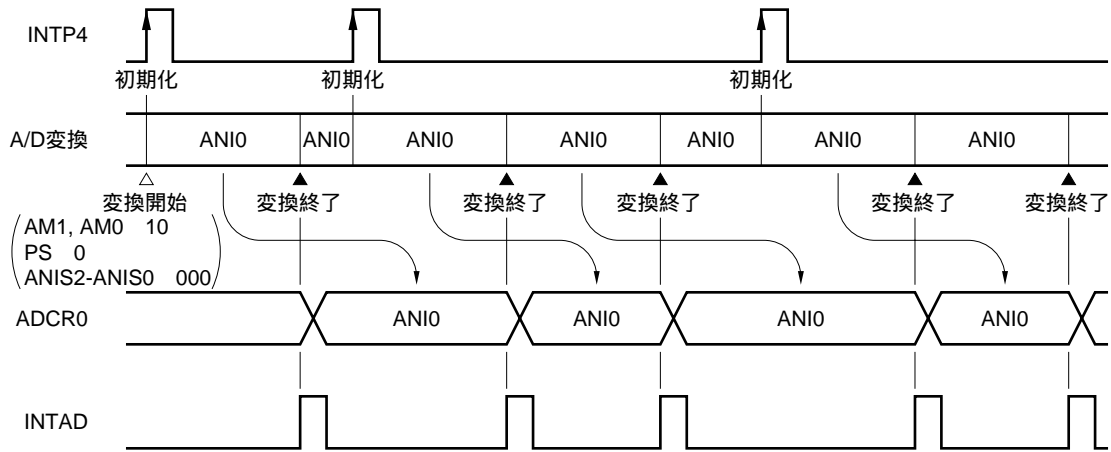 INTP4
初期化 初期化 初期化
A/D変換 ANI0 ANI0 ANI0 ANI0 ANI0 ANI0 ANI0
変換開始 変換終了 変換終了 変換終了 変換終了 変換終了
AM1, AM0 10
PS 0
ANIS2-ANIS0 000
ADCR0 ANI0 ANI0 ANI0 ANI0
INTAD